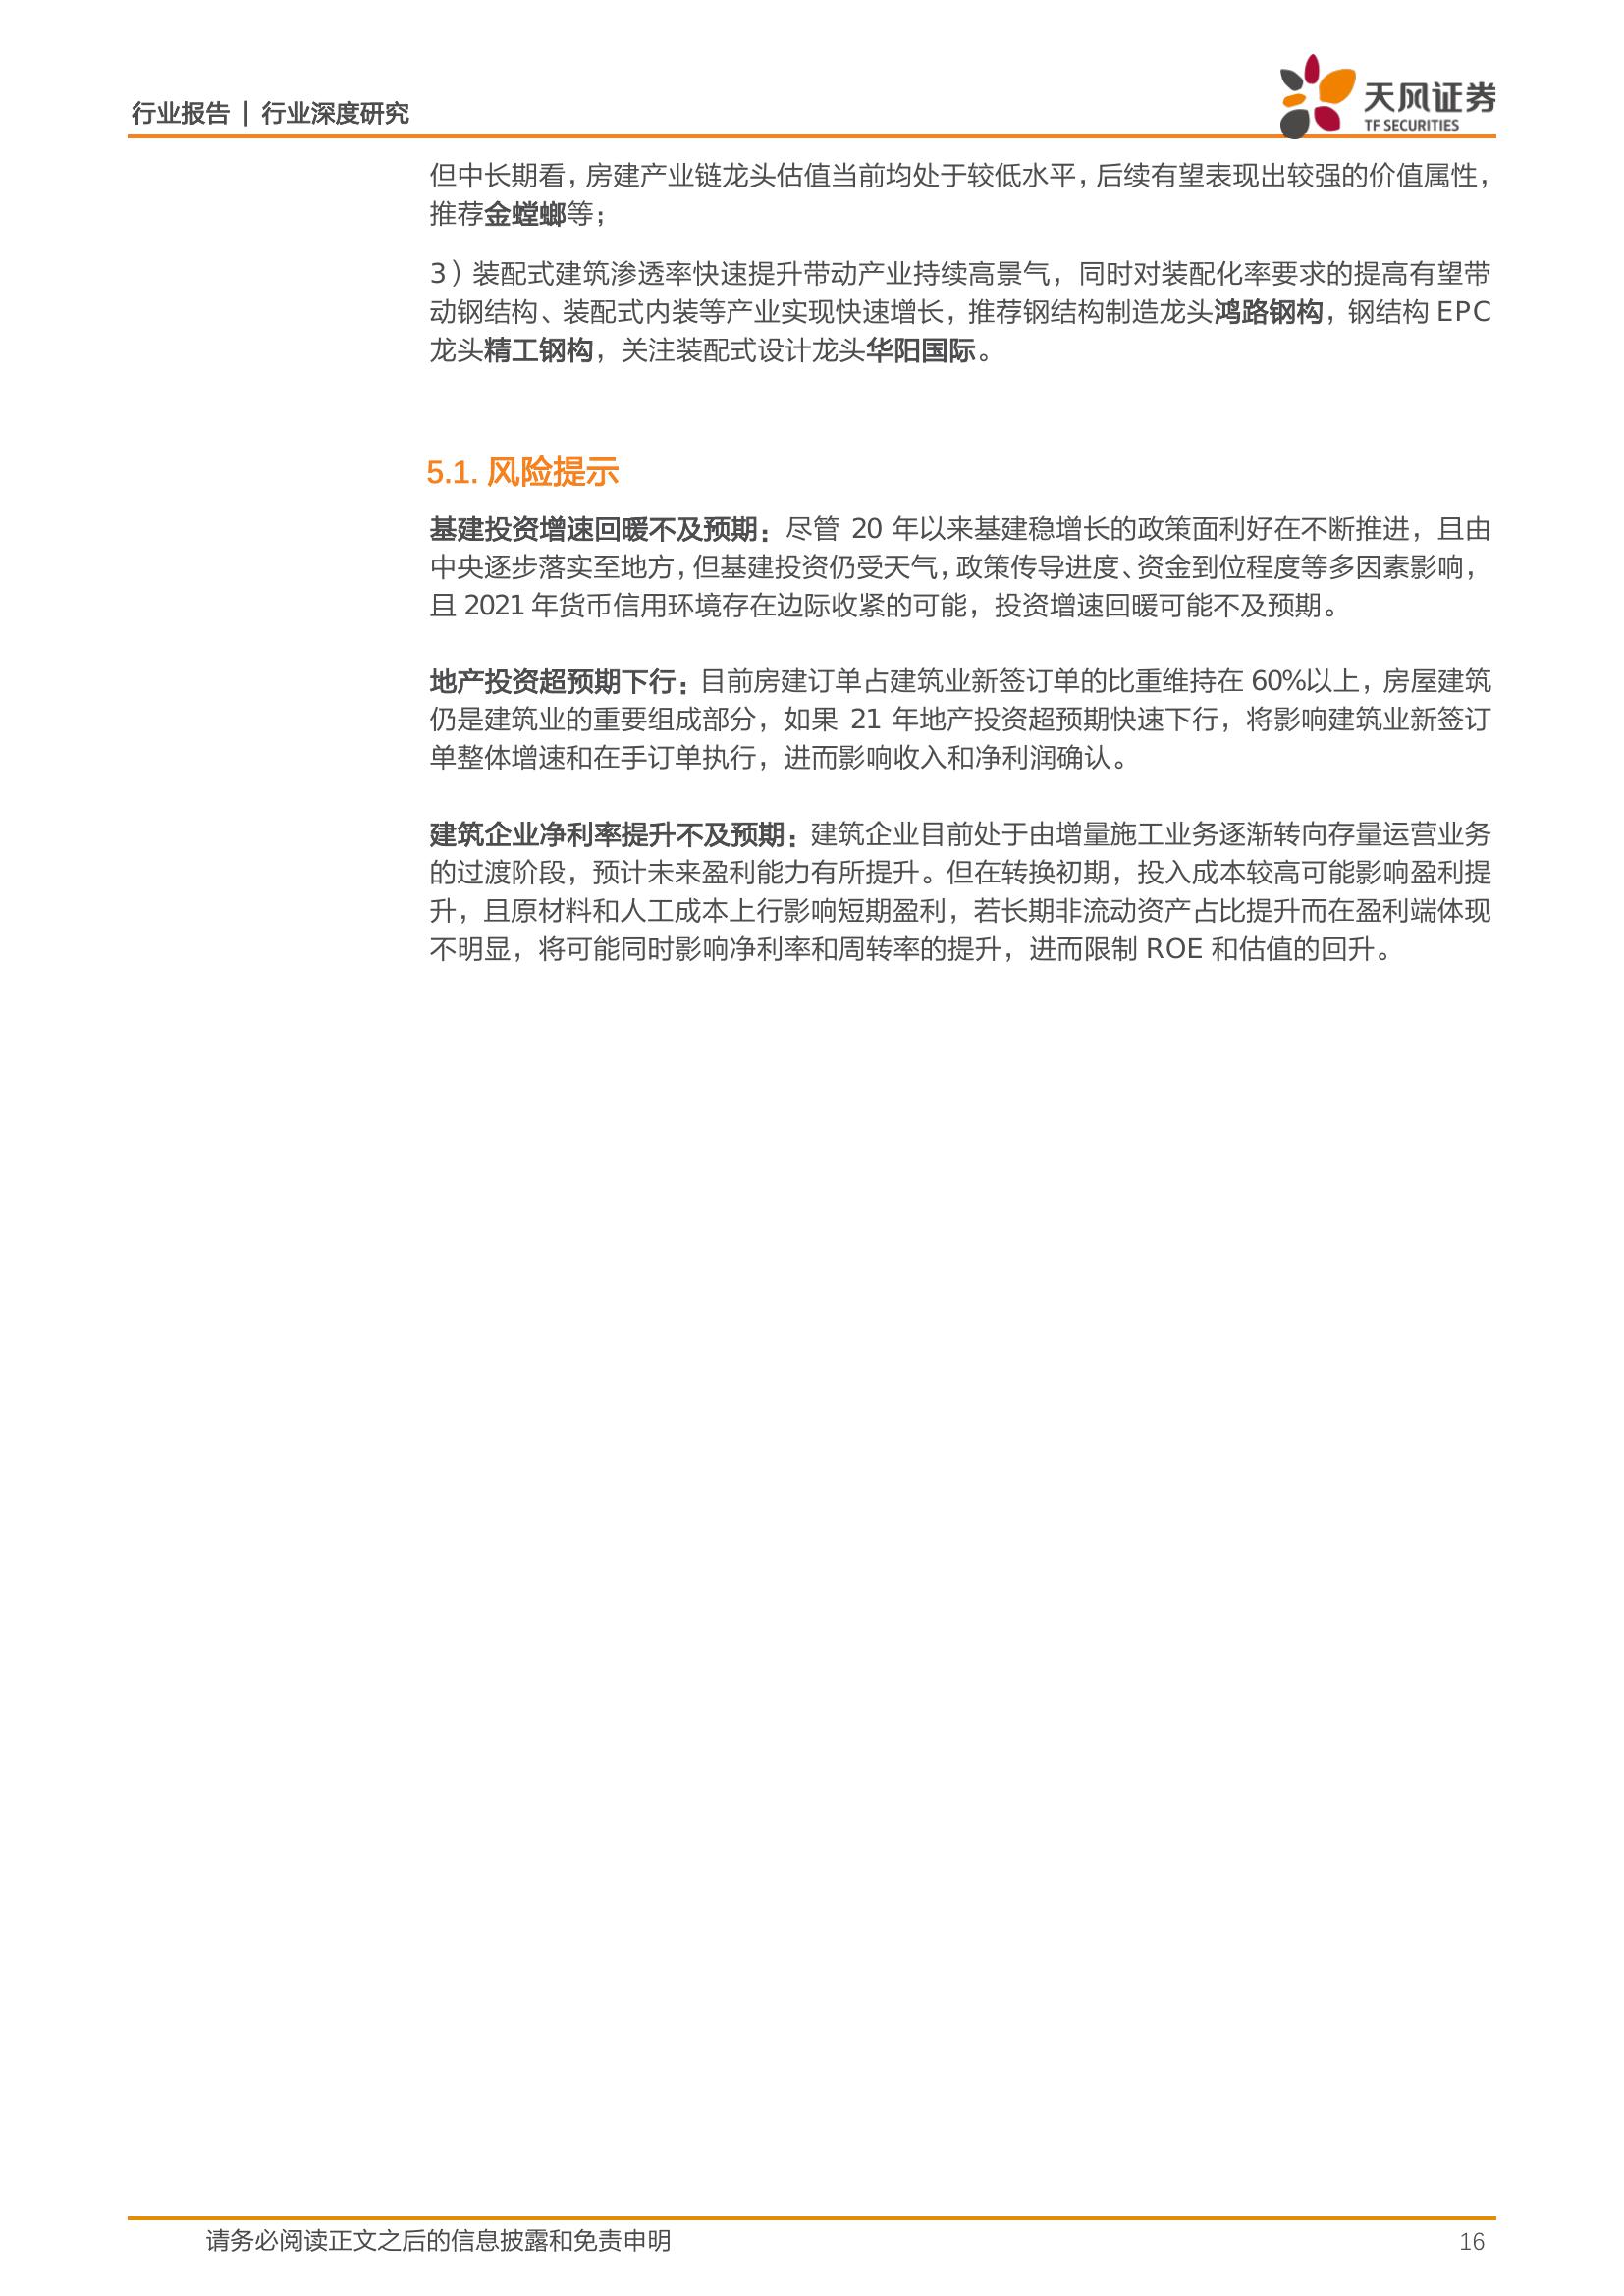 行业报告 | 行业深度研究
天风证券
TF SECURITIES
但中长期看，房建产业链龙头估值当前均处于较低水平，后续有望表现出较强的价值属性，
推荐金螳螂等；
3）装配式建筑渗透率快速提升带动产业持续高景气，同时对装配化率要求的提高有望带
动钢结构、装配式内装等产业实现快速增长，推荐钢结构制造龙头鸿路钢构，钢结构 EPC
龙头精工钢构，关注装配式设计龙头华阳国际。
5.1. 风险提示
基建投资增速回暖不及预期：尽管 20 年以来基建稳增长的政策面利好在不断推进，且由
中央逐步落实至地方，但基建投资仍受天气，政策传导进度、资金到位程度等多因素影响，
且 2021 年货币信用环境存在边际收紧的可能，投资增速回暖可能不及预期。
地产投资超预期下行：目前房建订单占建筑业新签订单的比重维持在 60%以上，房屋建筑
仍是建筑业的重要组成部分，如果 21 年地产投资超预期快速下行，将影响建筑业新签订
单整体增速和在手订单执行，进而影响收入和净利润确认。
建筑企业净利率提升不及预期：建筑企业目前处于由增量施工业务逐渐转向存量运营业务
的过渡阶段，预计未来盈利能力有所提升。但在转换初期，投入成本较高可能影响盈利提
升，且原材料和人工成本上行影响短期盈利，若长期非流动资产占比提升而在盈利端体现
不明显，将可能同时影响净利率和周转率的提升，进而限制 ROE 和估值的回升。
请务必阅读正文之后的信息披露和免责申明
16